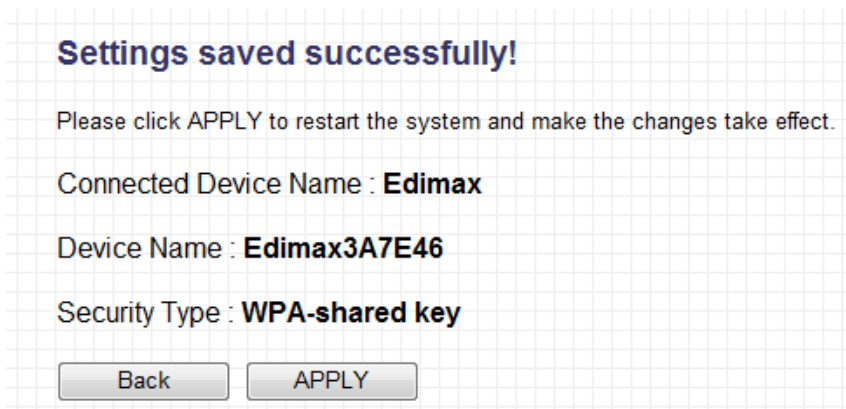 Settings saved successfully!
Please click APPLY to restart the system and make the changes take effect.
Connected Device Name : Edimax
Device Name : Edimax3A7E46
Security Type : WPA-shared key
Back APPLY